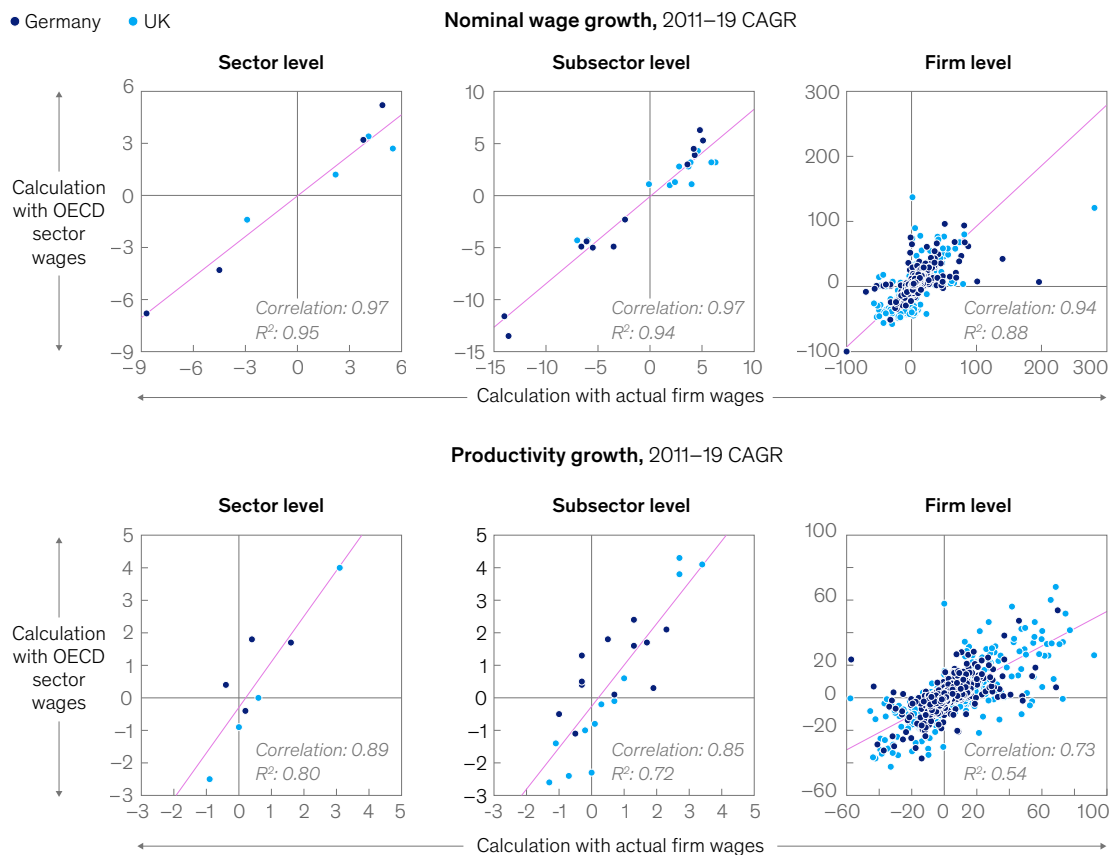 Germany
UK
Nominal wage growth, 2011–19 CAGR
Sector level
Subsector level
Firm level
Calculation
with OECD
sector
wages
6
3
0
−3
−6
−9
−9
−6
−3
0
3
6
Correlation: 0.97
R²: 0.95
10
5
0
−5
−10
−15
−15
−10
−5
0
5
10
Correlation: 0.97
R²: 0.94
300
200
100
0
−100
−100
0
100
200
300
Correlation: 0.94
R²: 0.88
Calculation with actual firm wages
Productivity growth, 2011–19 CAGR
Sector level
Subsector level
Firm level
Calculation
with OECD
sector
wages
5
4
3
2
1
0
−1
−2
−3
−3
−2
−1
0
1
2
3
4
5
Correlation: 0.89
R²: 0.80
5
4
3
2
1
0
−1
−2
−3
−3
-2
-1
0
1
2
3
4
5
Correlation: 0.85
R²: 0.72
100
60
20
0
−20
−60
−60
−20
0
20
60
100
Correlation: 0.73
R²: 0.54
Calculation with actual firm wages